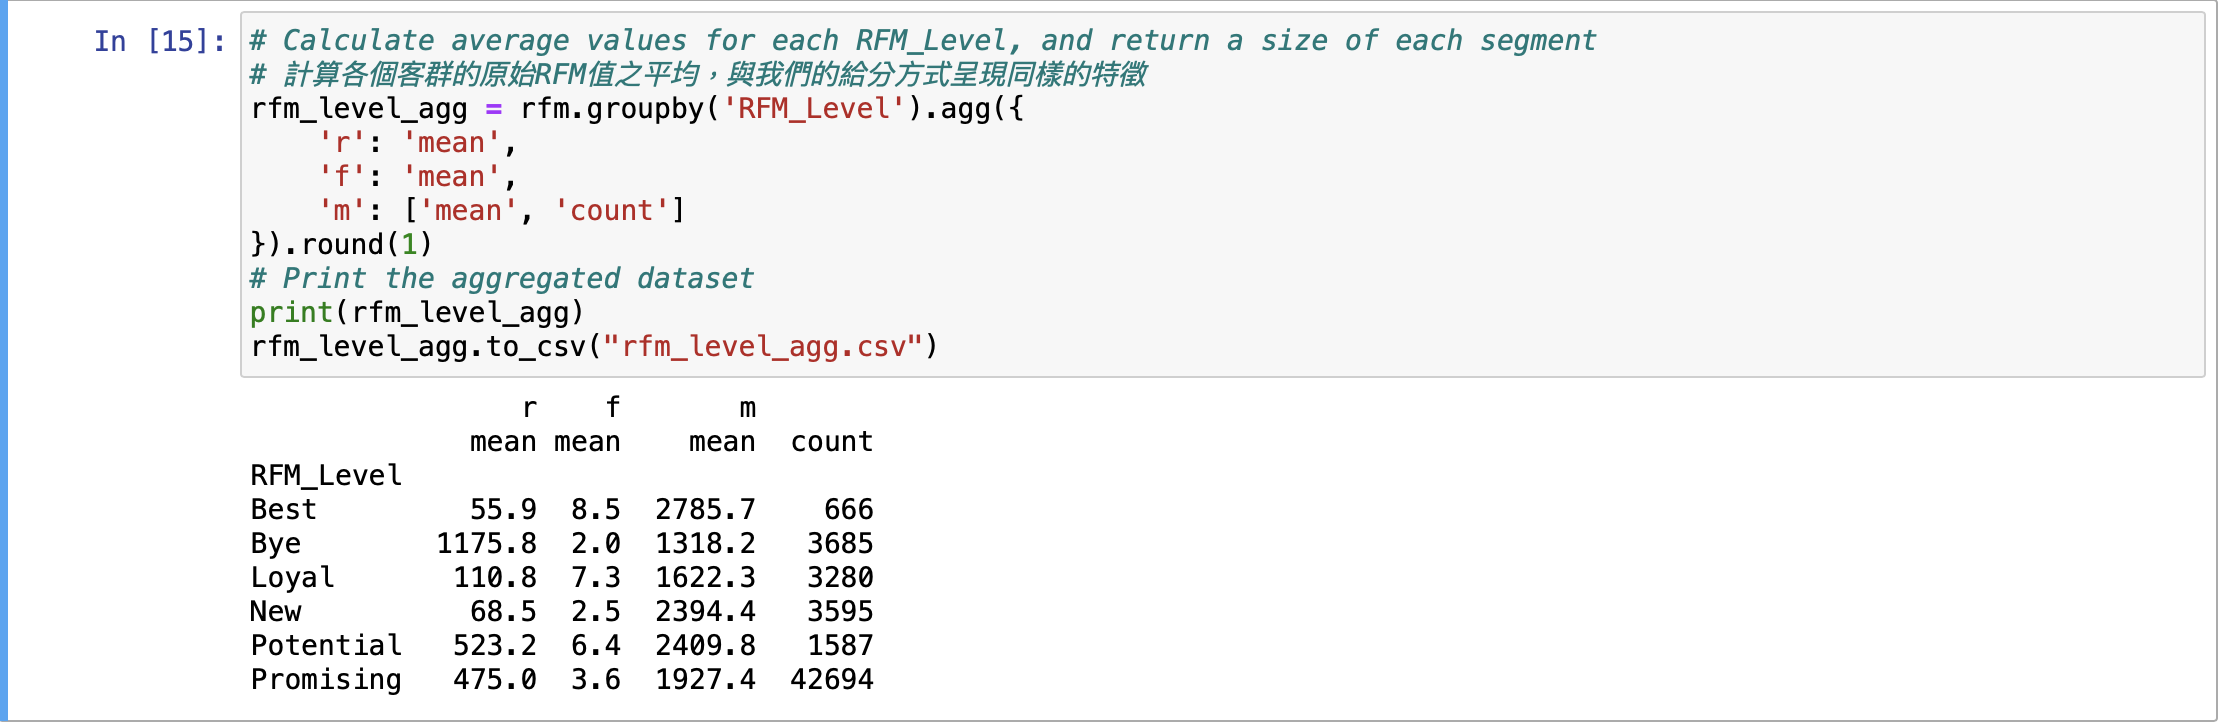 In [15]: # Calculate average values for each RFM_Level, and return a size of each segment
# 計算各個客群的原始RFM值之平均，與我們的給分方式呈現同樣的特徵
rfm_level_agg = rfm.groupby('RFM_Level').agg({
    'r': 'mean',
    'f': 'mean',
    'm': ['mean', 'count']
}).round(1)
# Print the aggregated dataset
print(rfm_level_agg)
rfm_level_agg.to_csv("rfm_level_agg.csv")
                r    f       m
             mean mean    mean  count
RFM_Level
Best         55.9  8.5  2785.7    666
Bye        1175.8  2.0  1318.2   3685
Loyal       110.8  7.3  1622.3   3280
New          68.5  2.5  2394.4   3595
Potential   523.2  6.4  2409.8   1587
Promising   475.0  3.6  1927.4  42694